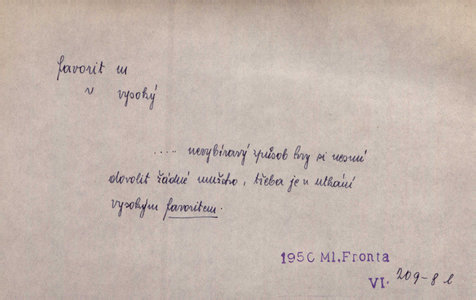 favorit m
v vysoký
.... nevybíravý způsob hry si nesmí
dovolit žádné mužstvo, třeba je v utkání
vysokým favoritem.
1950 Ml. Fronta
VI. 209-8 b